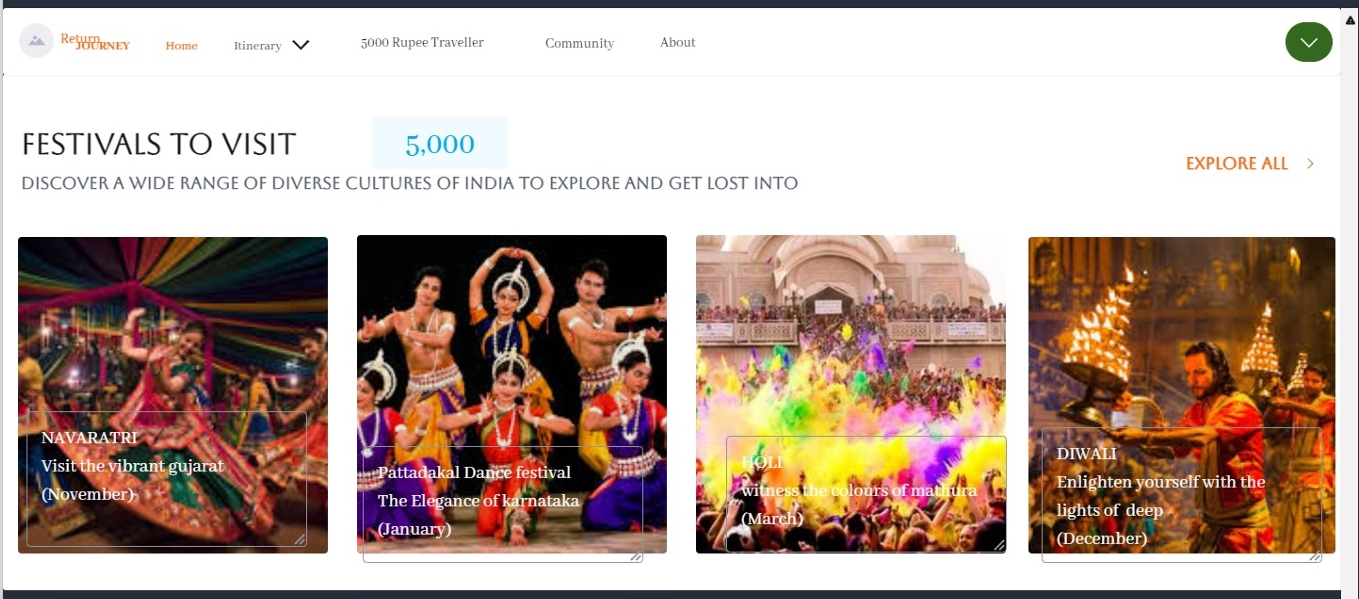 Return
JOURNEY
Home
Itinerary
5000 Rupee Traveller
Community
About
FESTIVALS TO VISIT
5,000
DISCOVER A WIDE RANGE OF DIVERSE CULTURES OF INDIA TO EXPLORE AND GET LOST INTO
EXPLORE ALL
NAVARATRI
Visit the vibrant gujarat
(November)
Pattadakal Dance festival
The Elegance of karnataka
(January)
HOLI
witness the colours of mathura
(March)
DIWALI
Enlighten yourself with the
lights of deep
(December)